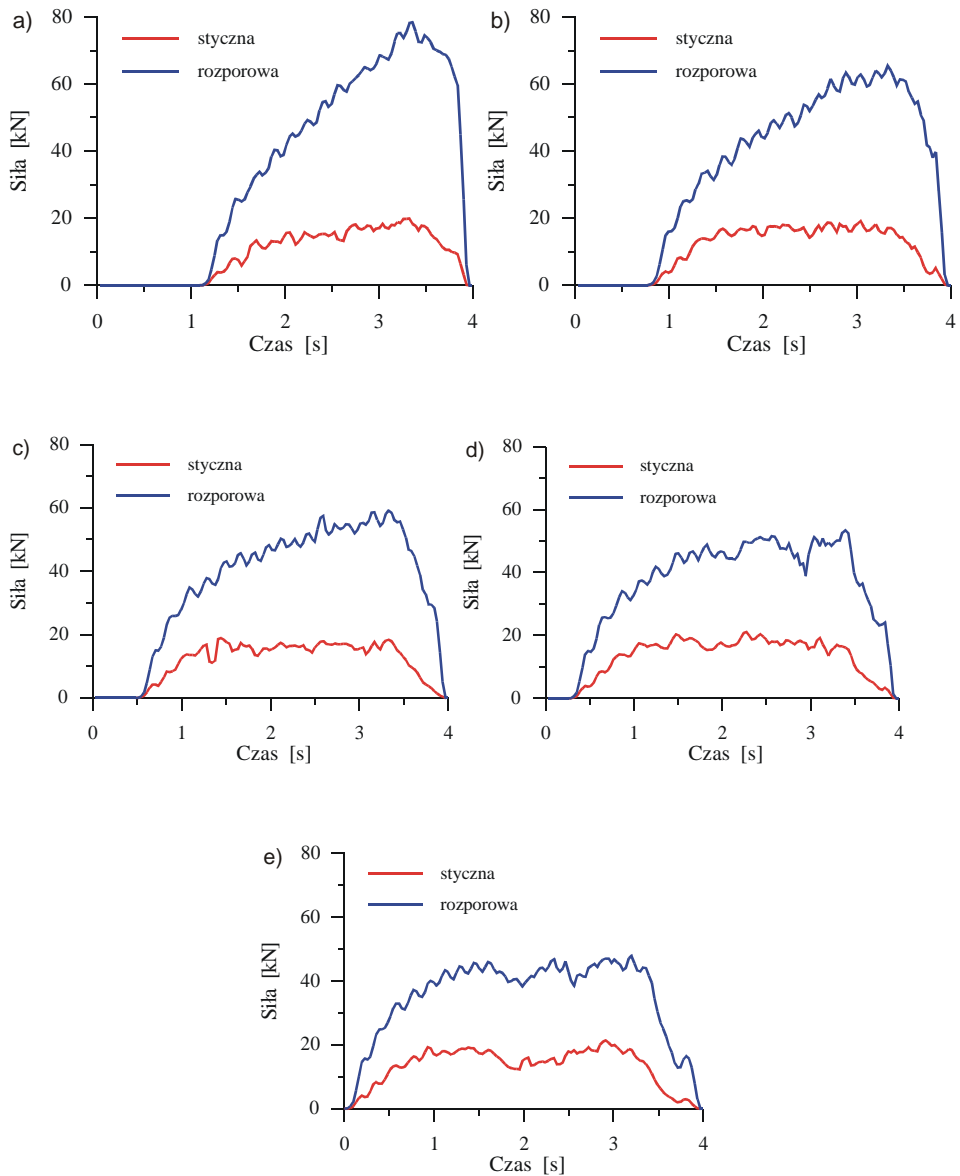 a)
80
styczna
rozporowa
60
40
20
0
Siła [kN]
0 1 2 3 4
Czas [s]
b)
80
styczna
rozporowa
60
40
20
0
Siła [kN]
0 1 2 3 4
Czas [s]
c)
80
styczna
rozporowa
60
40
20
0
Siła [kN]
0 1 2 3 4
Czas [s]
d)
80
styczna
rozporowa
60
40
20
0
Siła [kN]
0 1 2 3 4
Czas [s]
e)
80
styczna
rozporowa
60
40
20
0
Siła [kN]
0 1 2 3 4
Czas [s]